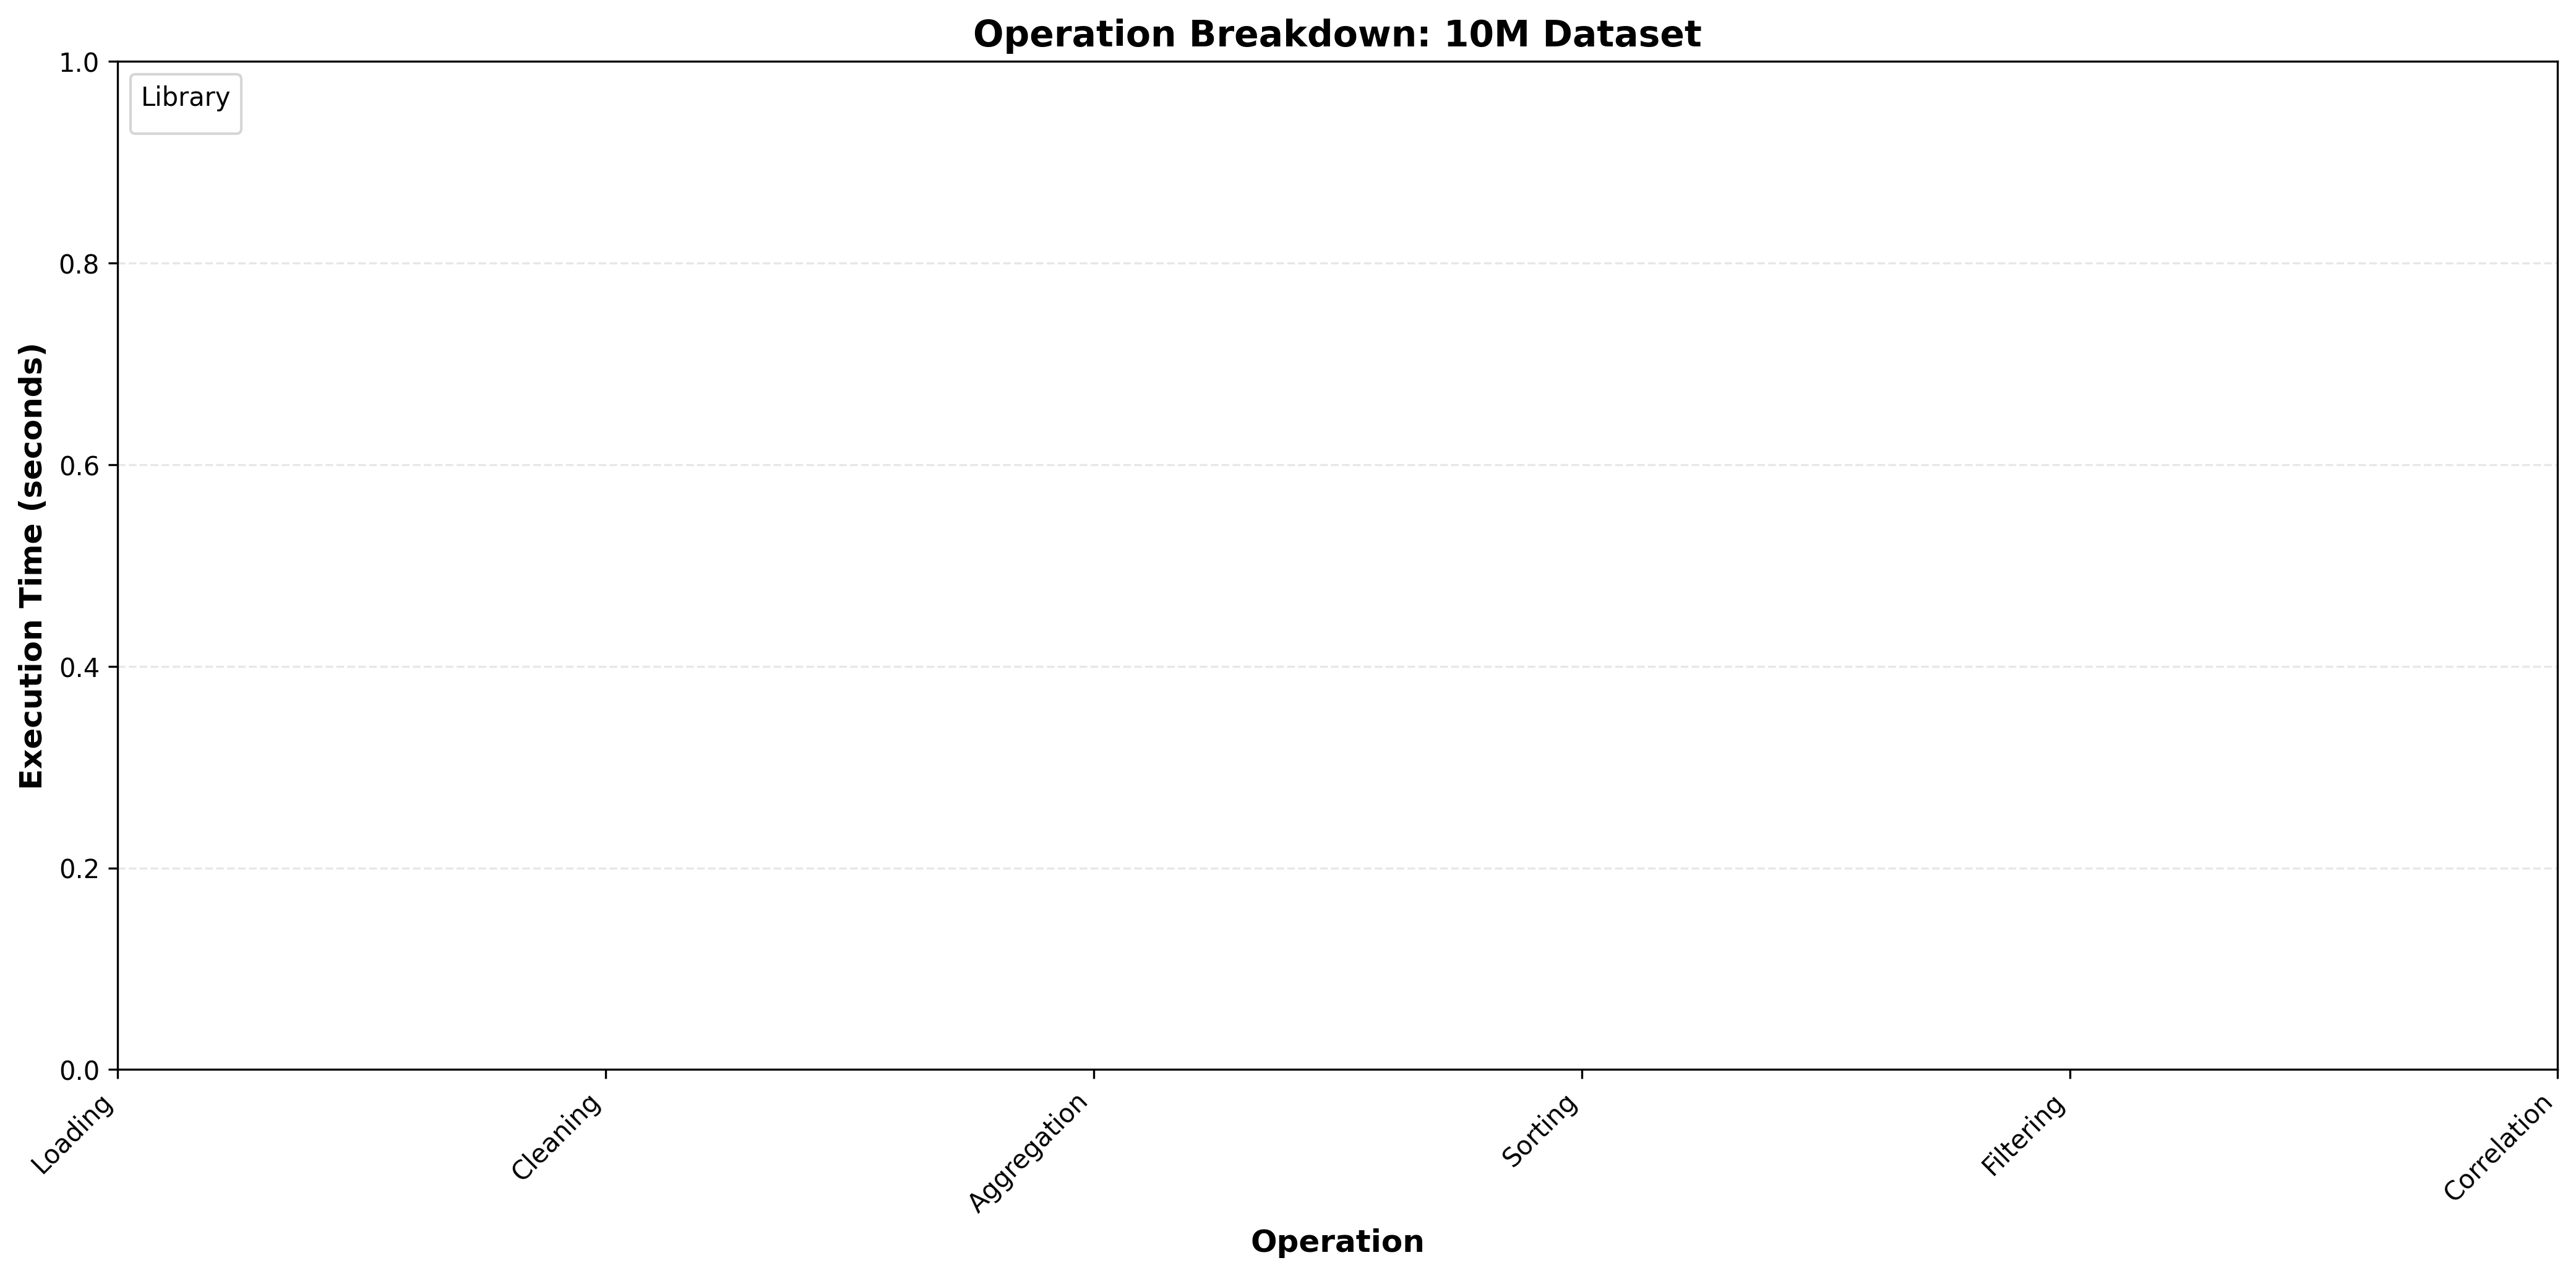 Operation Breakdown: 10M Dataset
Library
Execution Time (seconds)
1.0
0.8
0.6
0.4
0.2
0.0
Loading
Cleaning
Aggregation
Sorting
Filtering
Correlation
Operation